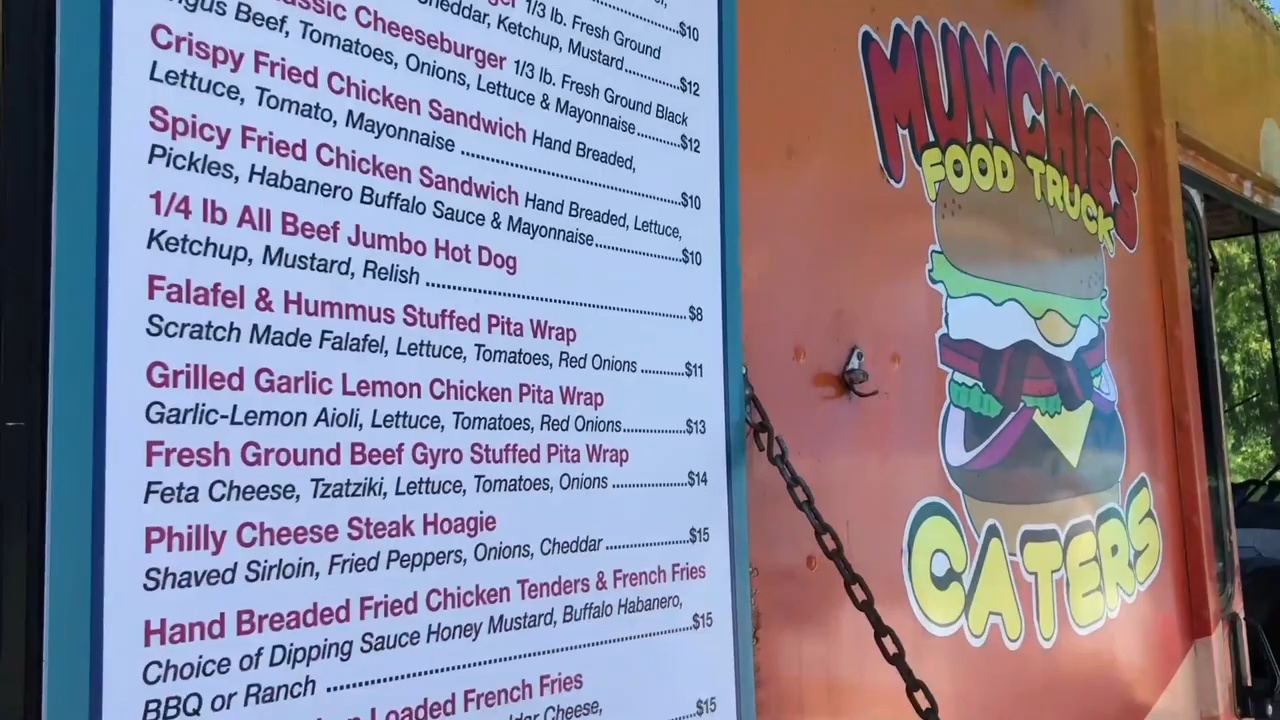 1/3 lb. Fresh Ground
Cheddar, Ketchup, Mustard..........$10
Classic Cheeseburger 1/3 lb. Fresh Ground Black
Angus Beef, Tomatoes, Onions, Lettuce & Mayonnaise..........$12
$12
Crispy Fried Chicken Sandwich Hand Breaded,
Lettuce, Tomato, Mayonnaise ..........$10
Spicy Fried Chicken Sandwich Hand Breaded, Lettuce,
Pickles, Habanero Buffalo Sauce & Mayonnaise..........$10
1/4 lb All Beef Jumbo Hot Dog
Ketchup, Mustard, Relish ..........$8
Falafel & Hummus Stuffed Pita Wrap
Scratch Made Falafel, Lettuce, Tomatoes, Red Onions ..........$11
Grilled Garlic Lemon Chicken Pita Wrap
Garlic-Lemon Aioli, Lettuce, Tomatoes, Red Onions..........$13
Fresh Ground Beef Gyro Stuffed Pita Wrap
Feta Cheese, Tzatziki, Lettuce, Tomatoes, Onions ..........$14
Philly Cheese Steak Hoagie
Shaved Sirloin, Fried Peppers, Onions, Cheddar ..........$15
Hand Breaded Fried Chicken Tenders & French Fries
Choice of Dipping Sauce Honey Mustard, Buffalo Habanero,
BBQ or Ranch ..........$15
Loaded French Fries
Cheese,
$15
MUNCHIES
FOOD TRUCK
CATERS